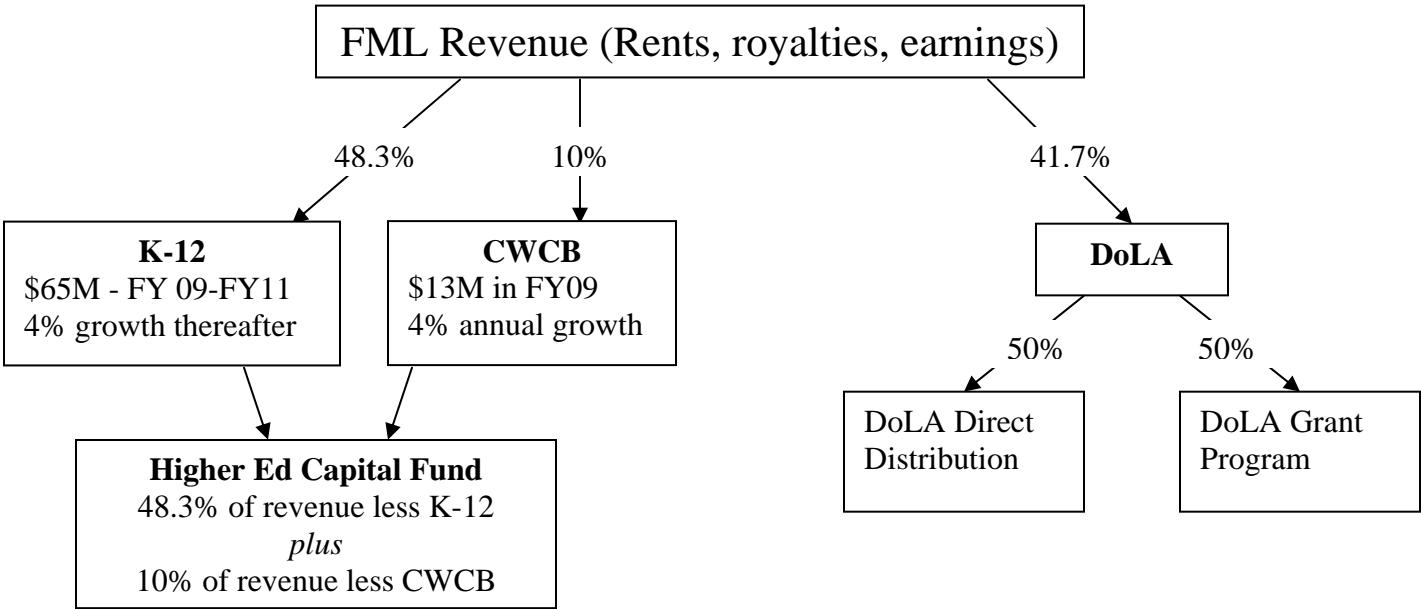 FML Revenue (Rents, royalties, earnings)
48.3%
10%
41.7%
K-12
$65M - FY 09-FY11
4% growth thereafter
CWCB
$13M in FY09
4% annual growth
DoLA
50%
50%
Higher Ed Capital Fund
48.3% of revenue less K-12
plus
10% of revenue less CWCB
DoLA Direct
Distribution
DoLA Grant
Program